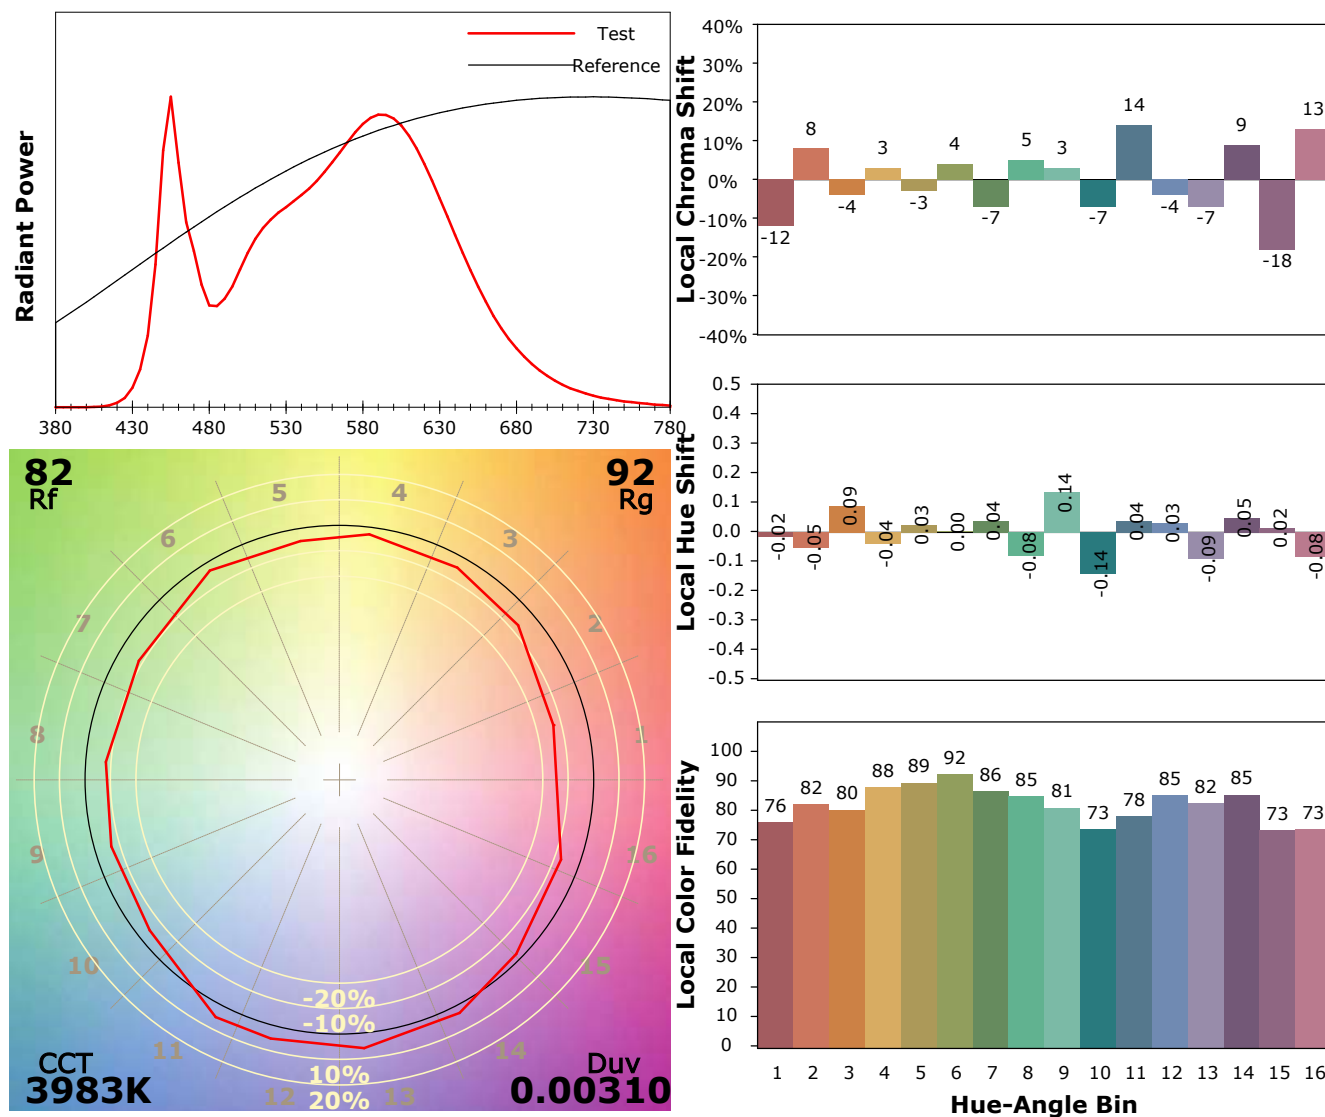 Test
Reference
Radiant Power
380 430 480 530 580 630 680 730 780
82
Rf
92
Rg
5 4
6 3
7 2
8 1
9 16
10 15
11 14
12 13
-20%
-10%
10%
20%
CCT
3983K
Duv
0.00310
Local Chroma Shift
40%
30%
20%
10%
0%
-10%
-20%
-30%
-40%
-12 8 -4 3 -3 4 -7 5 3 -7 14 -4 -7 9 -18 13
Local Hue Shift
0.5
0.4
0.3
0.2
0.1
0.0
-0.1
-0.2
-0.3
-0.4
-0.5
-0.02 -0.05 0.09 -0.04 0.03 0.00 0.04 -0.08 0.14 -0.14 0.04 0.03 -0.09 0.05 0.02 -0.08
Local Color Fidelity
100
90
80
70
60
50
40
30
20
10
0
76 82 80 88 89 92 86 85 81 73 78 85 82 85 73 73
1 2 3 4 5 6 7 8 9 10 11 12 13 14 15 16
Hue-Angle Bin